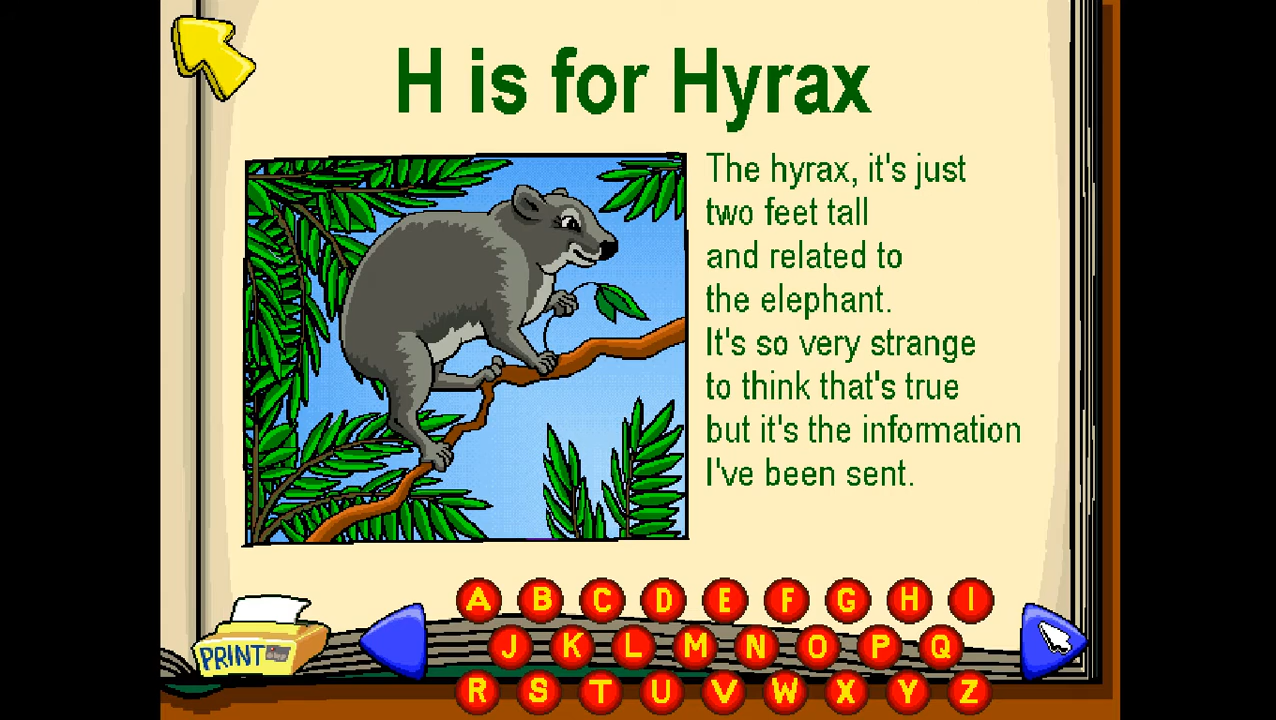 H is for Hyrax
The hyrax, it's just
two feet tall
and related to
the elephant.
It's so very strange
to think that's true
but it's the information
I've been sent.
PRINT
A B C D E F G H I
J K L M N O P Q
R S T U V W X Y Z